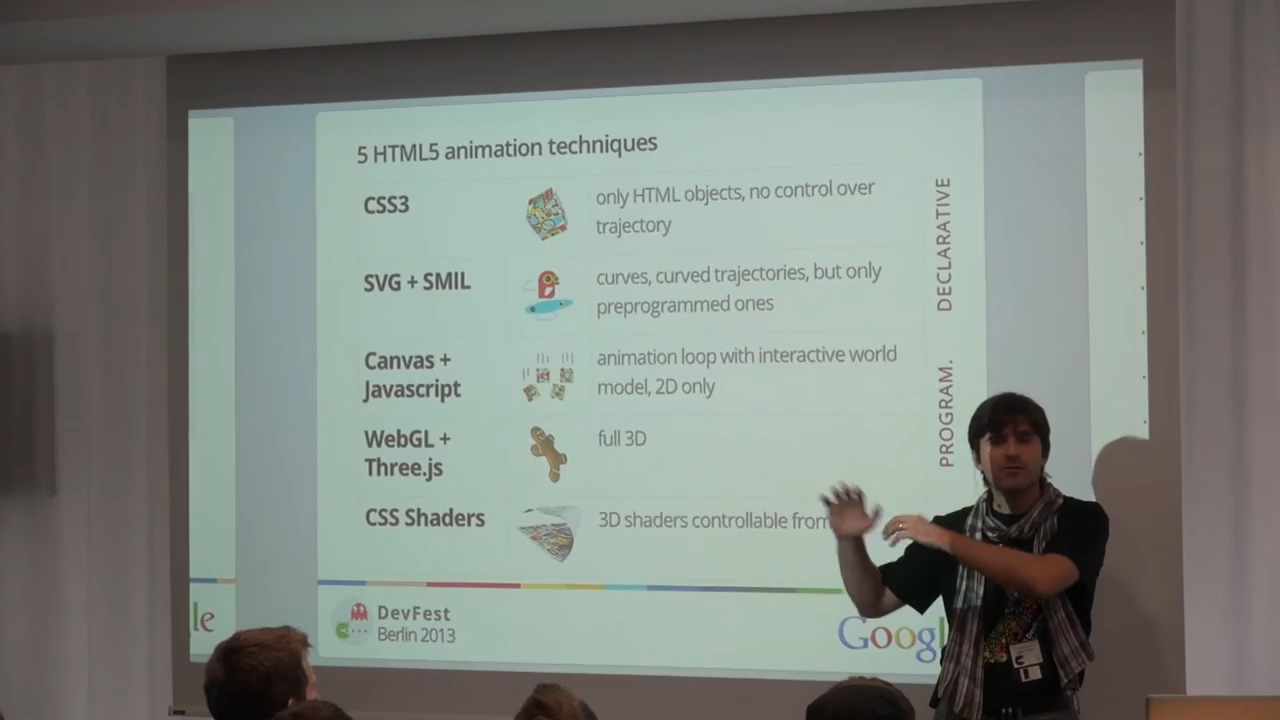 5 HTML5 animation techniques
CSS3
only HTML objects, no control over
trajectory
SVG + SMIL
curves, curved trajectories, but only
preprogrammed ones
Canvas +
Javascript
animation loop with interactive world
model, 2D only
WebGL +
Three.js
full 3D
CSS Shaders
3D shaders controllable from
DECLARATIVE
PROGRAM.
le
DevFest
Berlin 2013
Googl